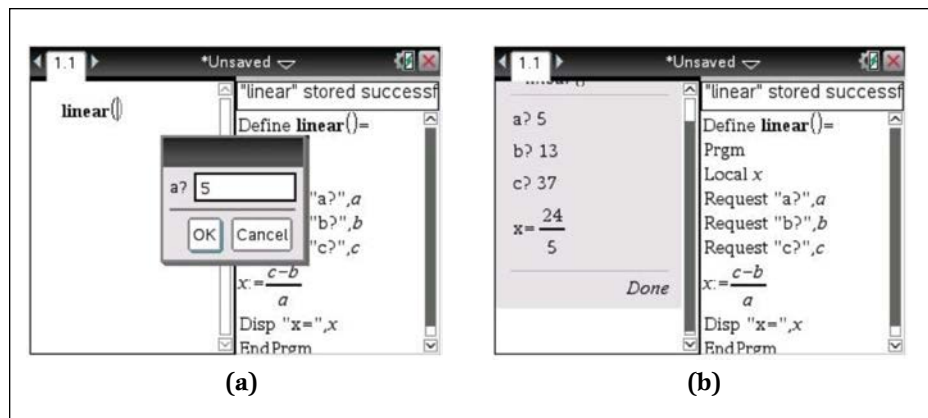 1.1
*Unsaved
linear()
a? 5
OK Cancel
"linear" stored successf
Define linear()=
"a?",a
"b?",b
"c?",c
x:=c−b/a
Disp "x=",x
EndPrgm
(a)
1.1
*Unsaved
a? 5
b? 13
c? 37
x=24/5
Done
"linear" stored successf
Define linear()=
Prgm
Local x
Request "a?",a
Request "b?",b
Request "c?",c
x:=c−b/a
Disp "x=",x
EndPrgm
(b)